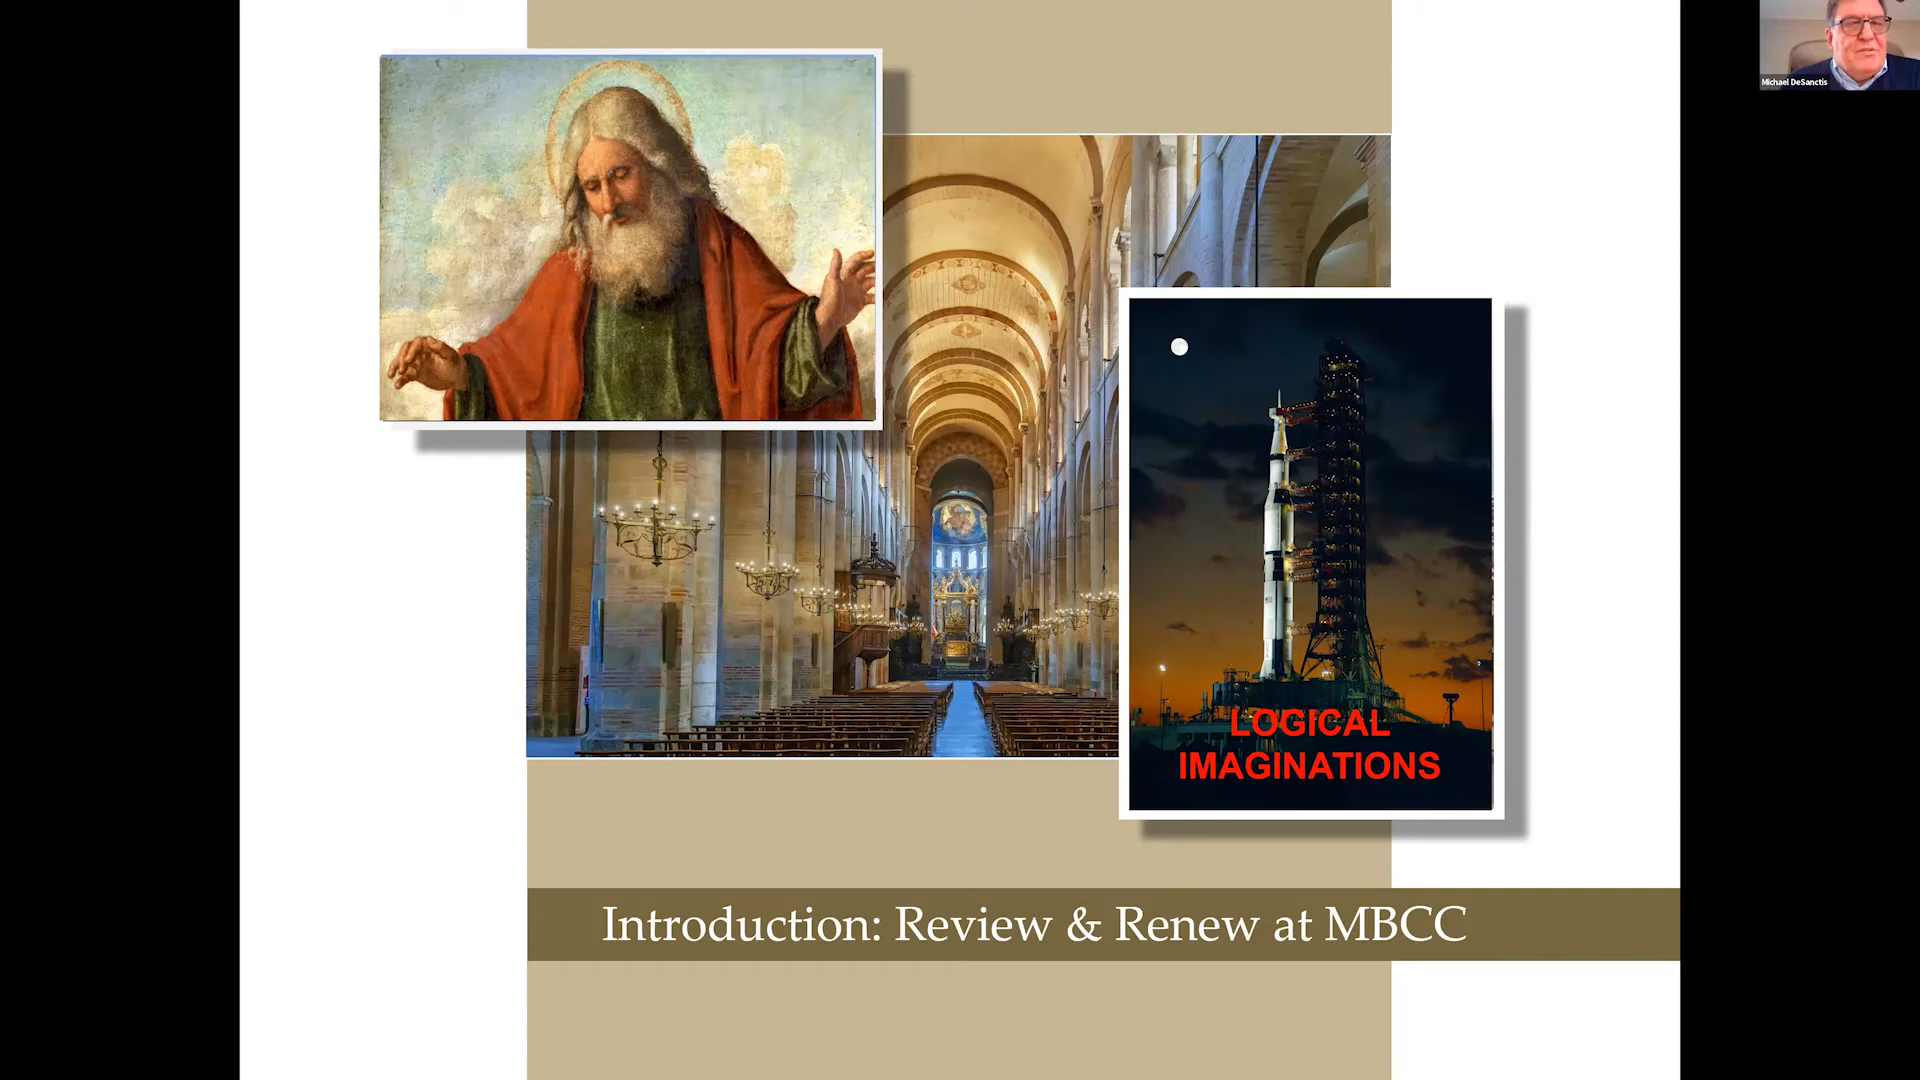 Michael DeSanctis
LOGICAL
IMAGINATIONS
Introduction: Review & Renew at MBCC